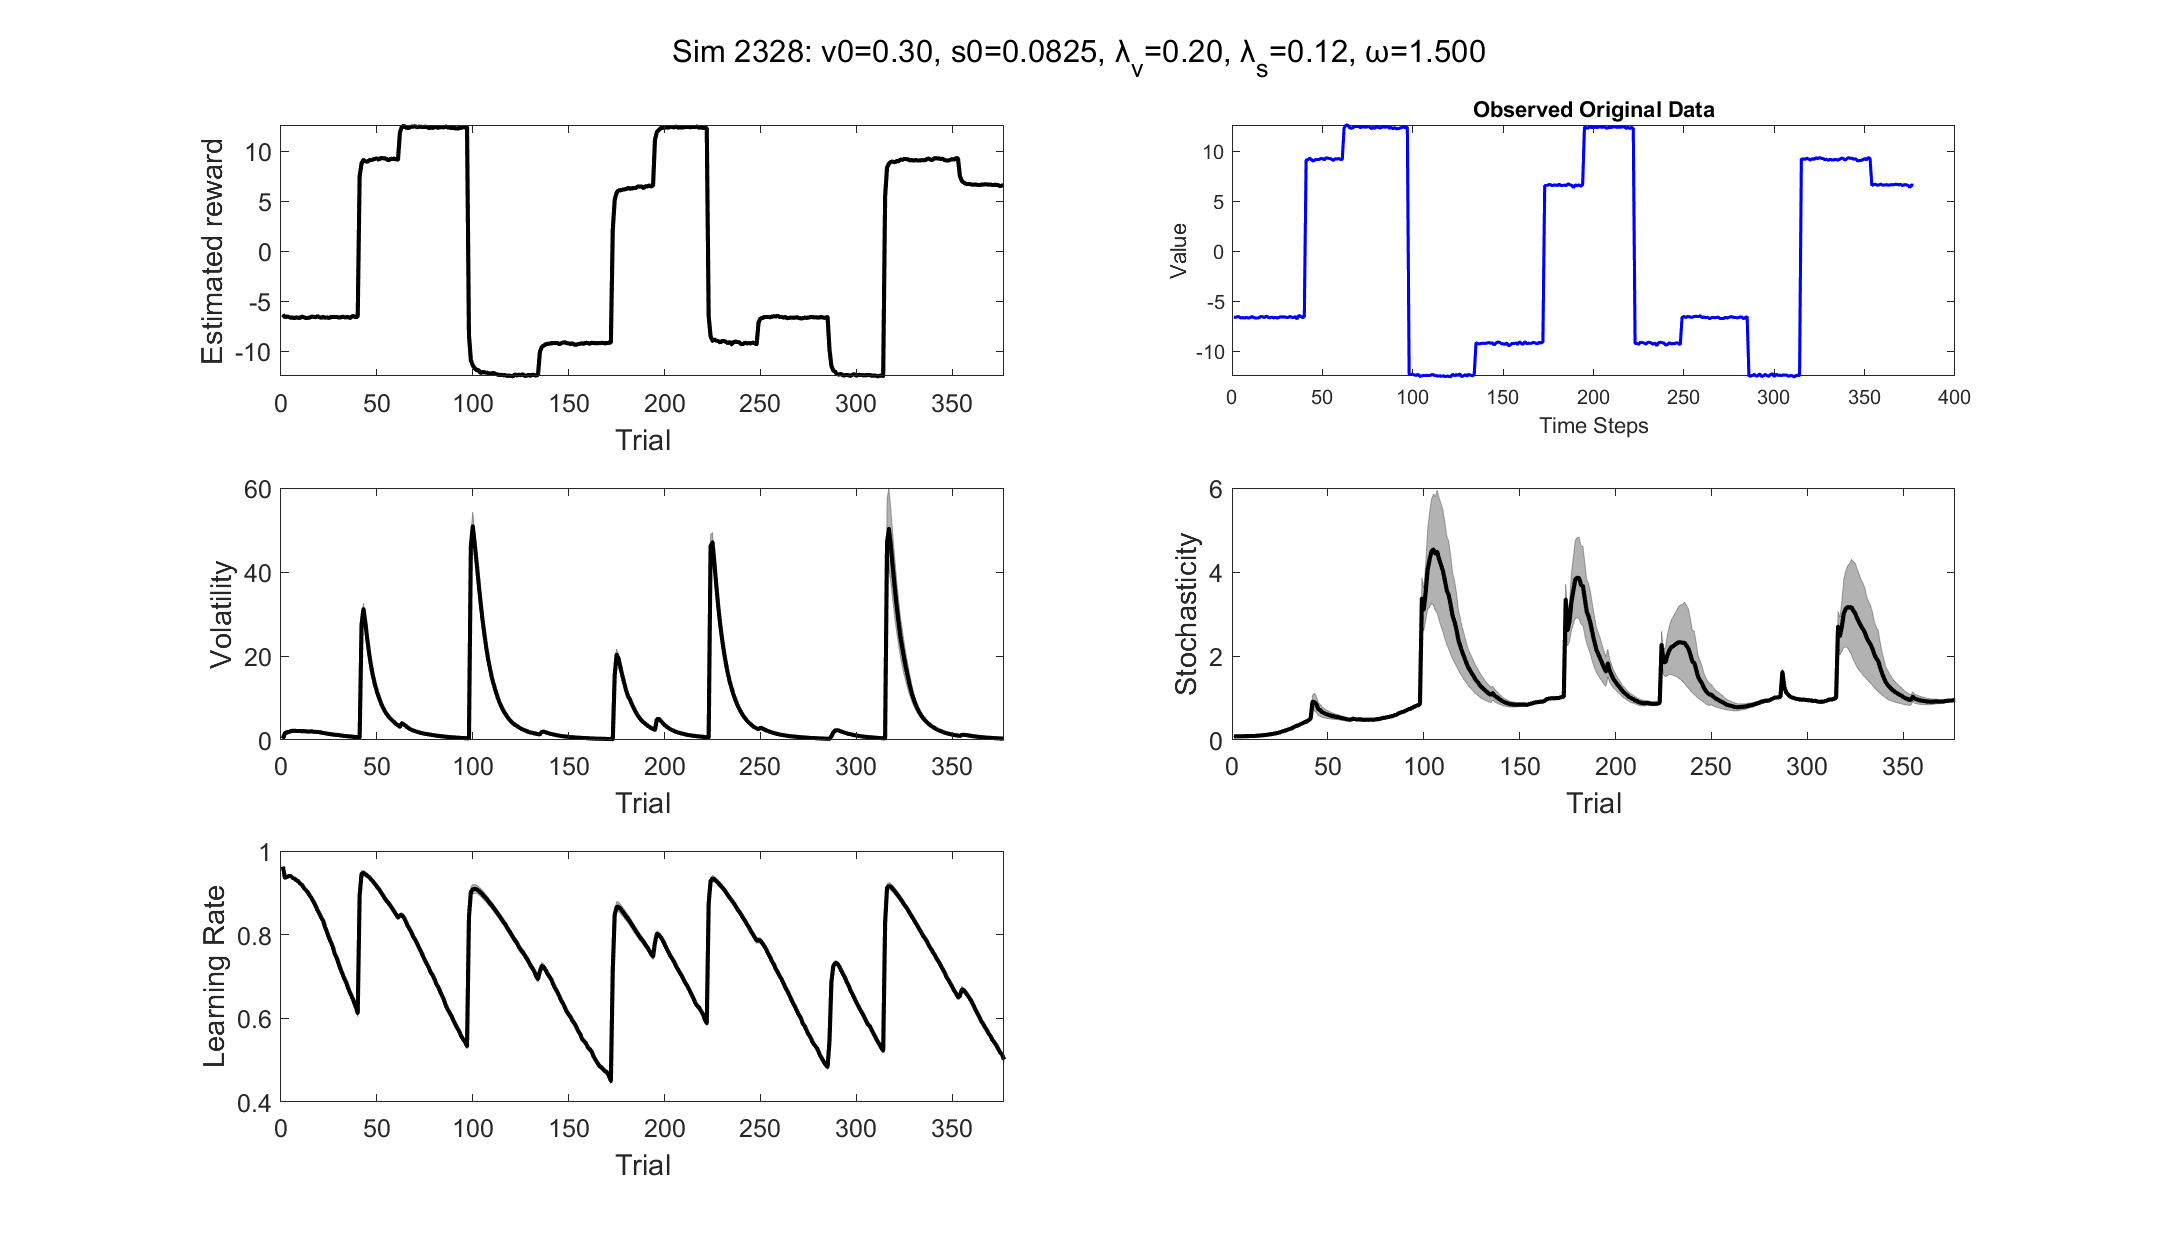 Sim 2328: v0=0.30, s0=0.0825, λ_v=0.20, λ_s=0.12, ω=1.500
Estimated reward
10
5
0
-5
-10
0 50 100 150 200 250 300 350
Trial
Observed Original Data
Value
10
5
0
-5
-10
0 50 100 150 200 250 300 350 400
Time Steps
Volatility
60
40
20
0
0 50 100 150 200 250 300 350
Trial
Stochasticity
6
4
2
0
0 50 100 150 200 250 300 350
Trial
Learning Rate
1
0.8
0.6
0.4
0 50 100 150 200 250 300 350
Trial